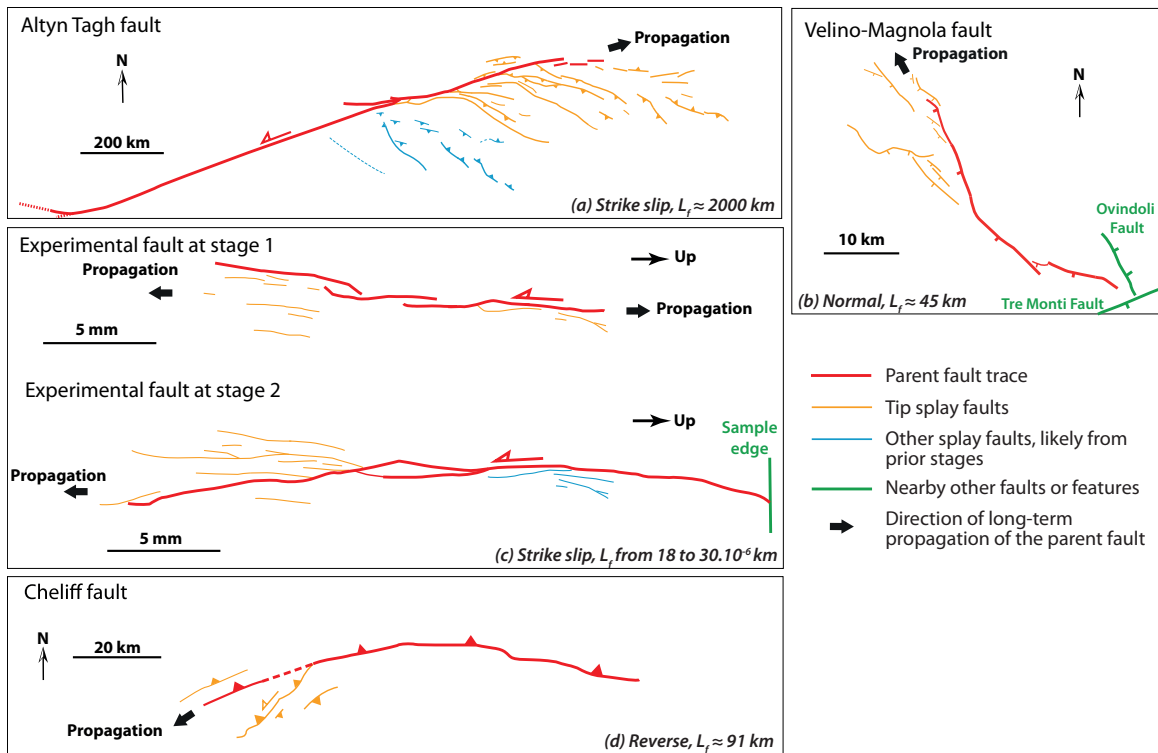 Altyn Tagh fault
N
Propagation
200 km
(a) Strike slip, L_f ≈ 2000 km
Velino-Magnola fault
Propagation
N
Ovindoli
Fault
10 km
Tre Monti Fault
(b) Normal, L_f ≈ 45 km
Experimental fault at stage 1
Propagation
Up
Propagation
5 mm
Experimental fault at stage 2
Up
Sample
edge
Propagation
5 mm
(c) Strike slip, L_f from 18 to 30.10⁻⁶ km
Parent fault trace
Tip splay faults
Other splay faults, likely from
prior stages
Nearby other faults or features
Direction of long-term
propagation of the parent fault
Cheliff fault
N
20 km
Propagation
(d) Reverse, L_f ≈ 91 km